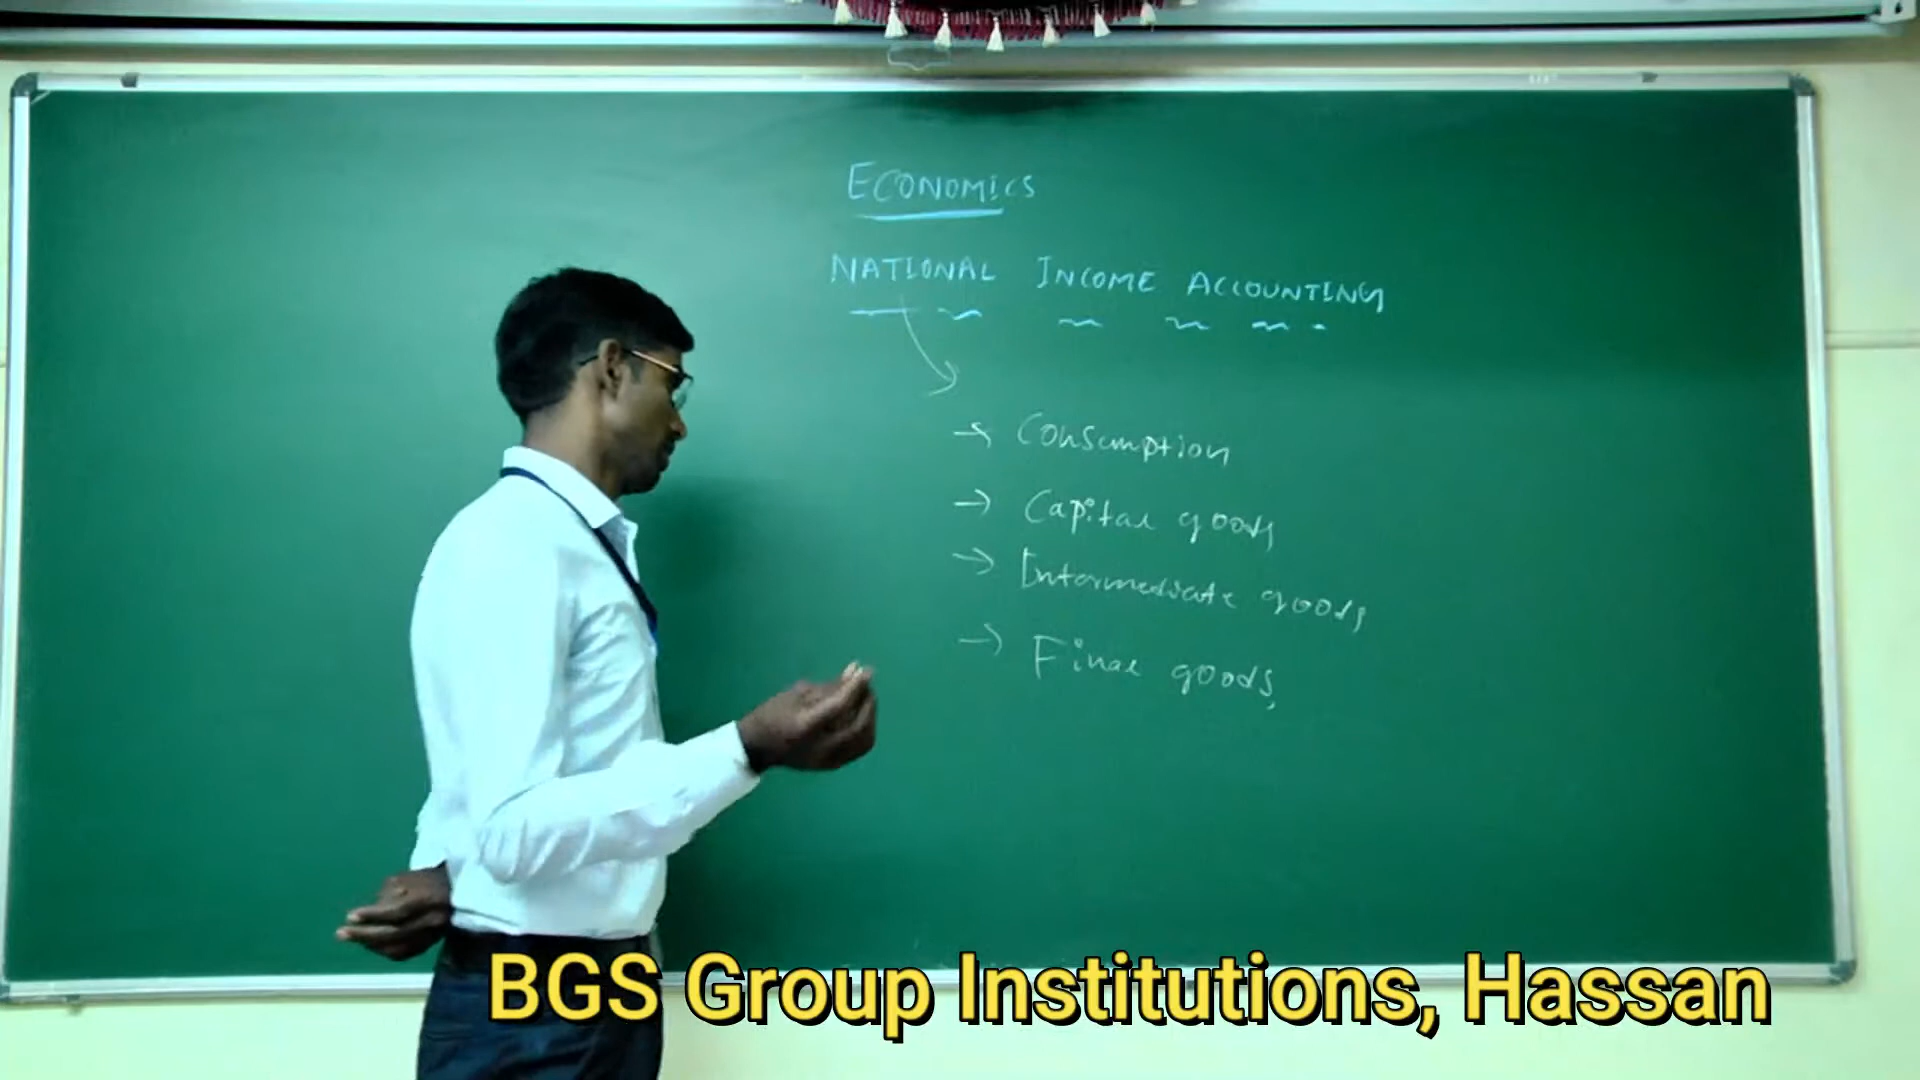 ECONOMICS
NATIONAL INCOME ACCOUNTING
→ Consumption
→ Capital goods
→ Intermediate goods
→ Final goods,
BGS Group Institutions, Hassan